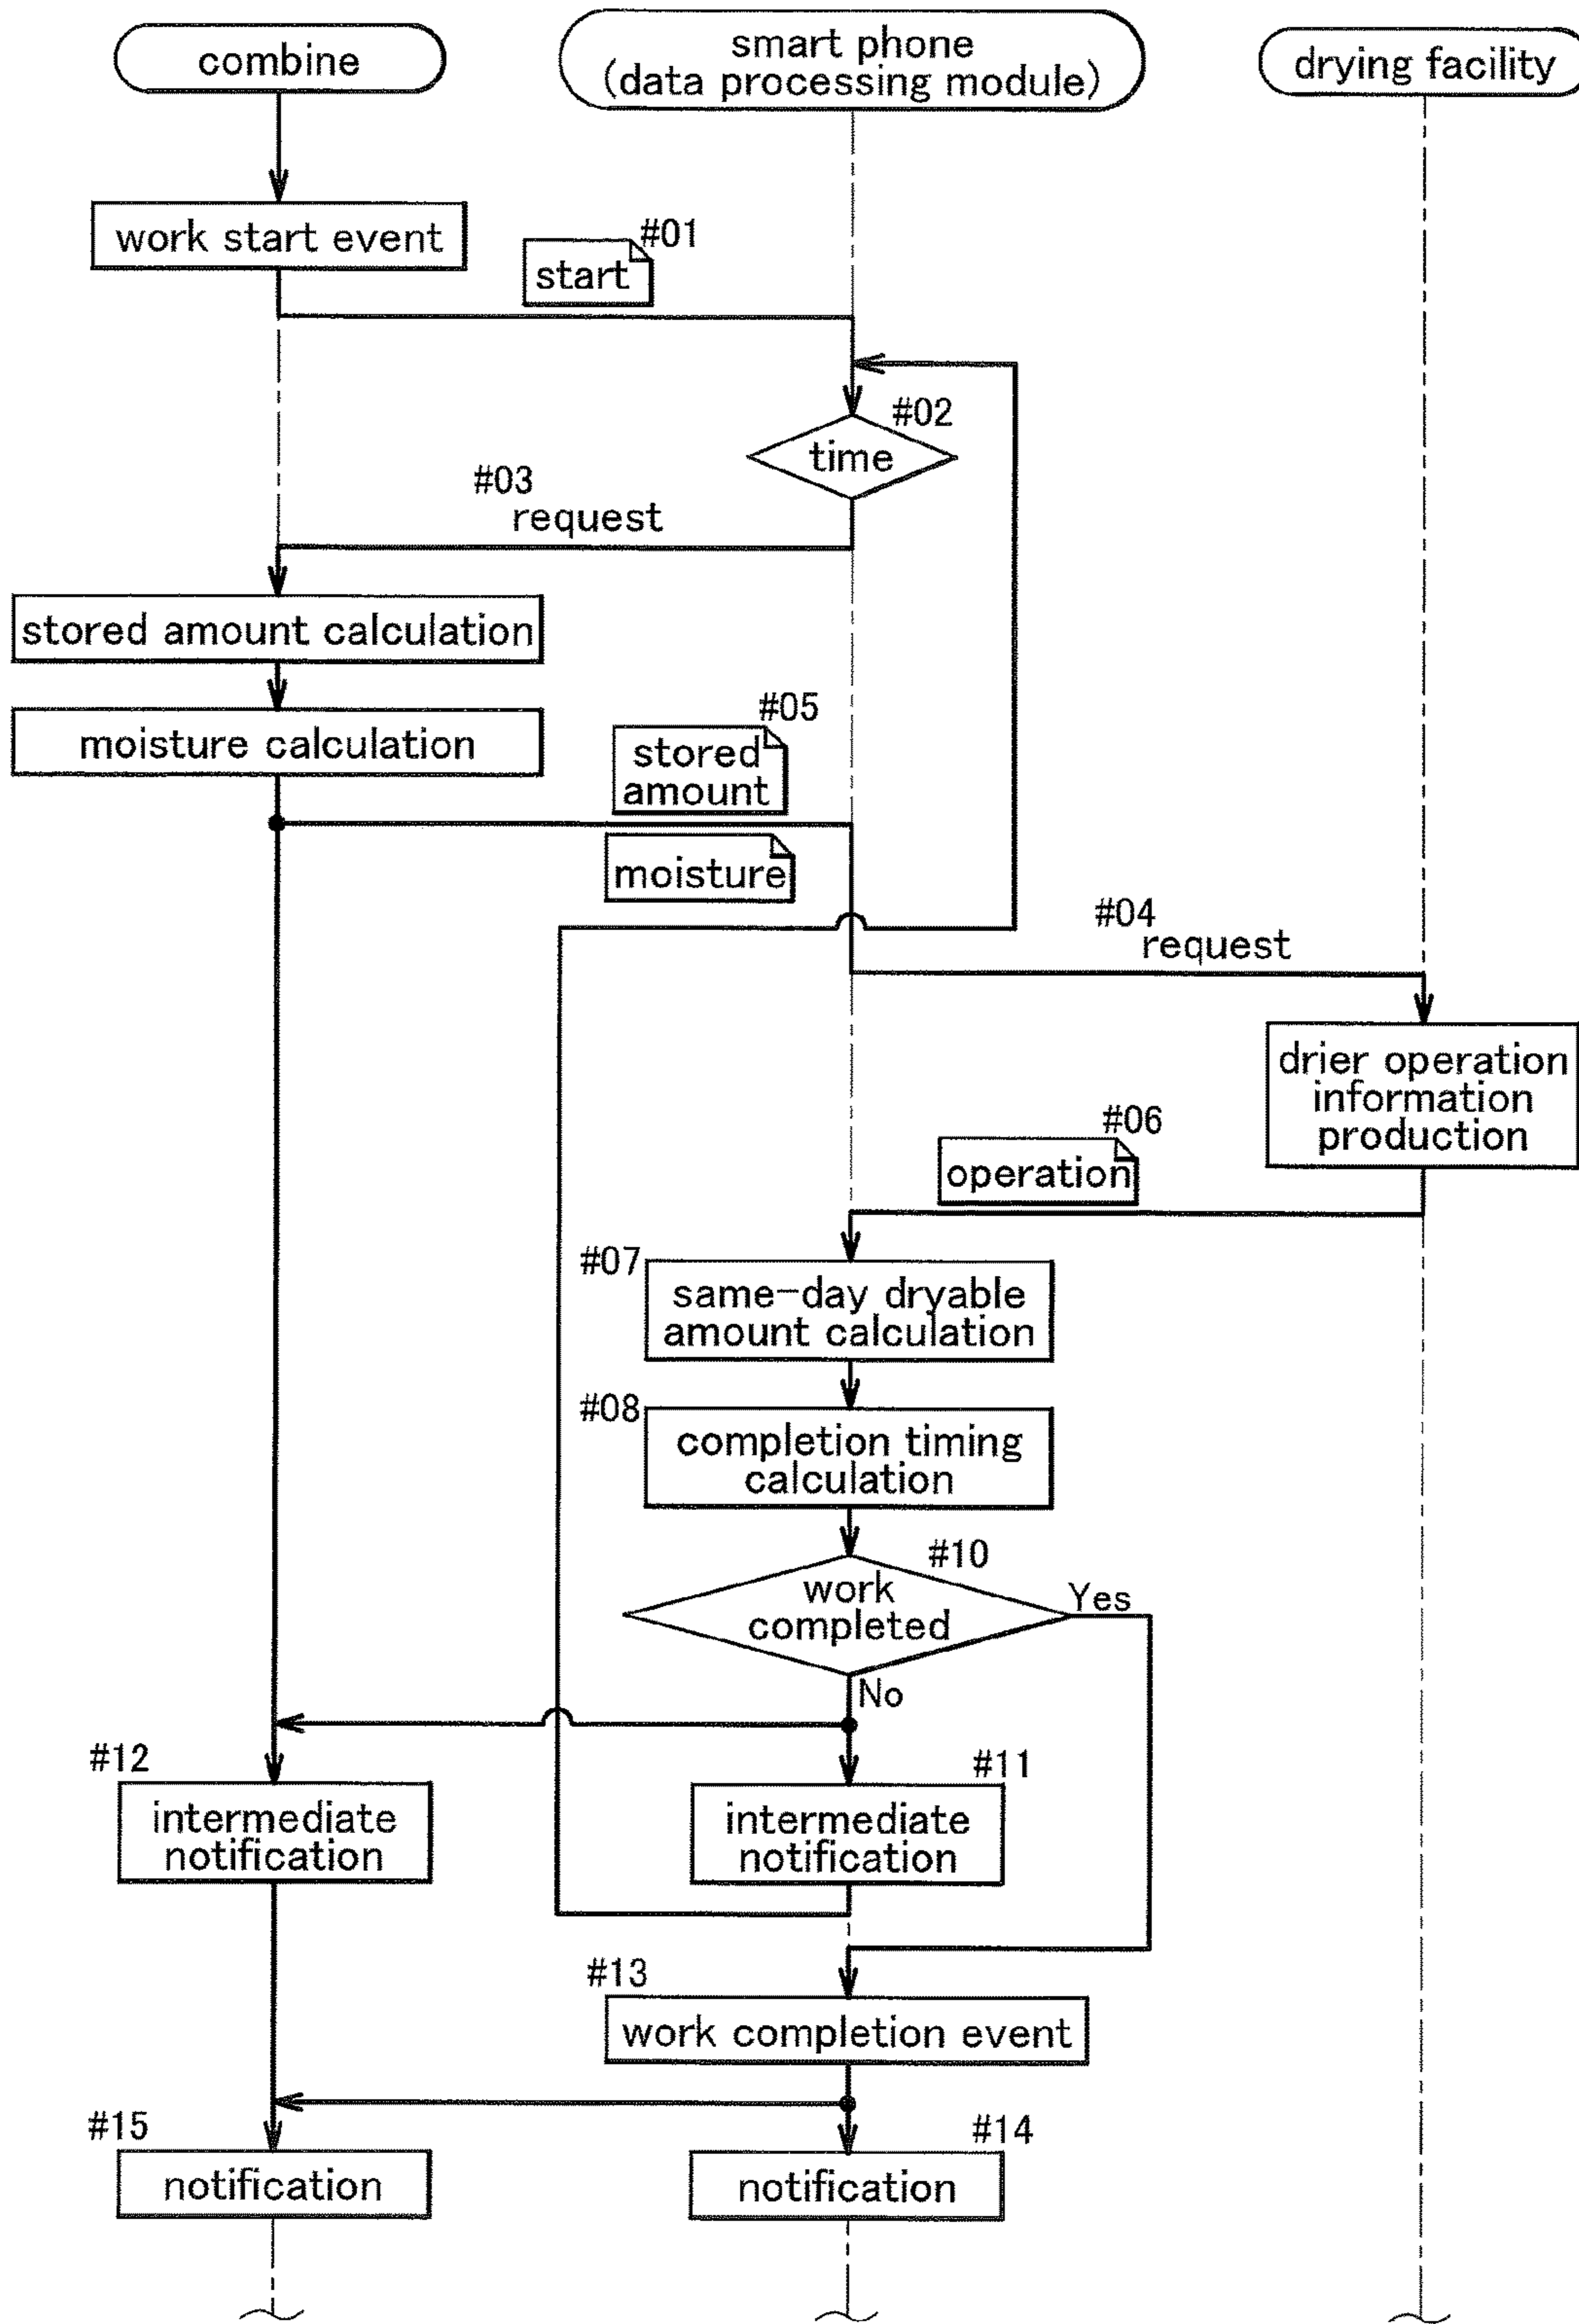 combine
smart phone
(data processing module)
drying facility
work start event
#01
start
#02
time
#03
request
stored amount calculation
moisture calculation
#05
stored
amount
moisture
#04
request
drier operation
information
production
#06
operation
#07
same-day dryable
amount calculation
#08
completion timing
calculation
#10
work
completed
Yes
No
#12
intermediate
notification
#11
intermediate
notification
#13
work completion event
#15
notification
#14
notification